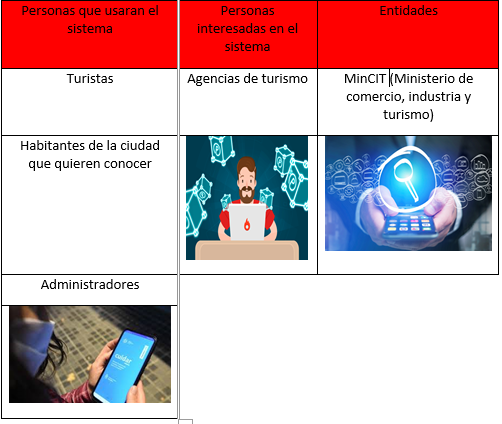 Personas que usaran el
sistema
Personas
interesadas en el
sistema
Entidades
Turistas
Agencias de turismo
MinCIT (Ministerio de
comercio, industria y
turismo)
Habitantes de la ciudad
que quieren conocer
Administradores